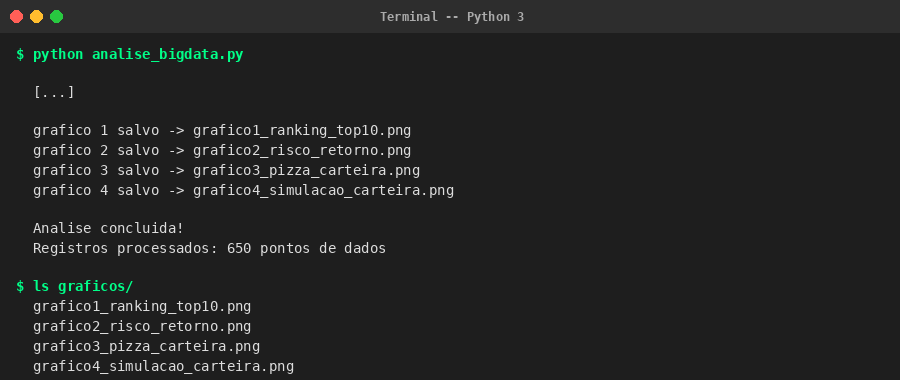 Terminal -- Python 3
$ python analise_bigdata.py
[...]
grafico 1 salvo -> grafico1_ranking_top10.png
grafico 2 salvo -> grafico2_risco_retorno.png
grafico 3 salvo -> grafico3_pizza_carteira.png
grafico 4 salvo -> grafico4_simulacao_carteira.png
Analise concluida!
Registros processados: 650 pontos de dados
$ ls graficos/
grafico1_ranking_top10.png
grafico2_risco_retorno.png
grafico3_pizza_carteira.png
grafico4_simulacao_carteira.png